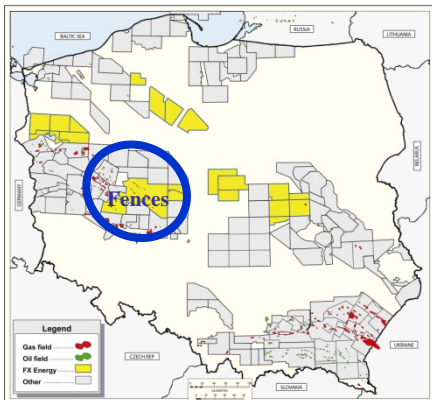 BALTIC SEA
RUSSIA
LITHUANIA
BELARUS
GERMANY
Fences
Legend
Gas field
Oil field
FX Energy
Other
CZECH REP
SLOVAKIA
UKRAINE